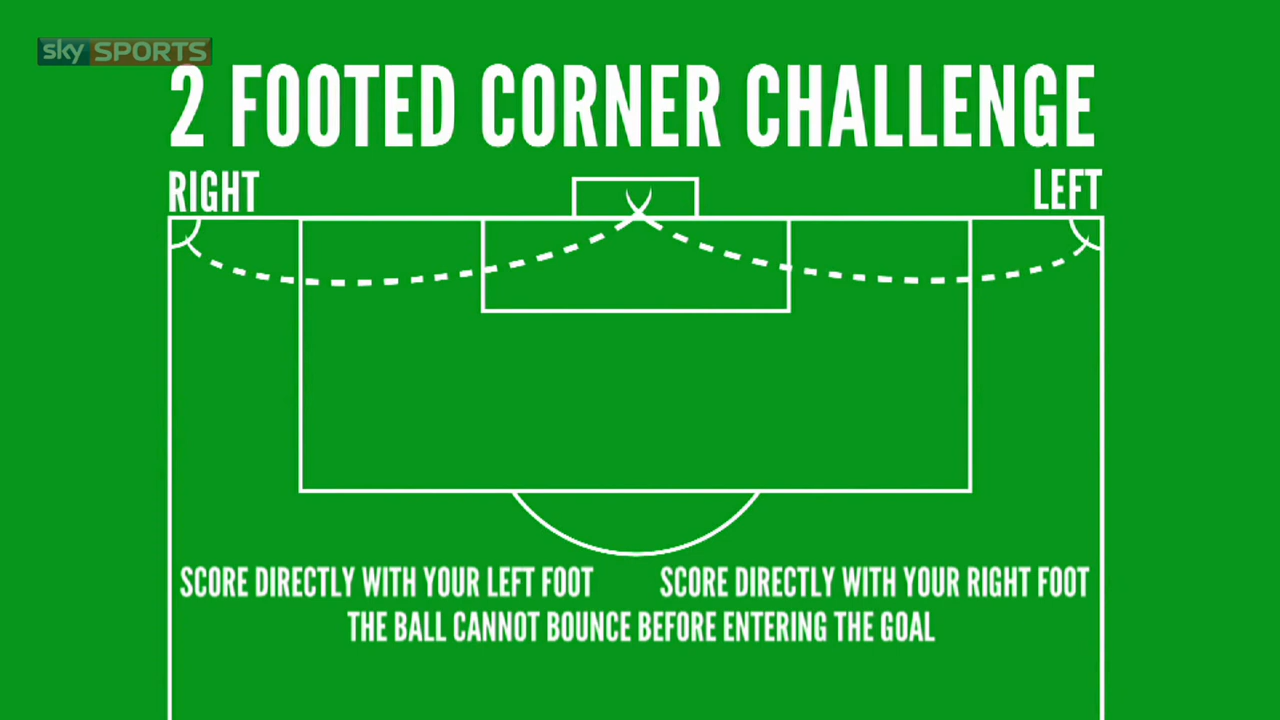 sky SPORTS
2 FOOTED CORNER CHALLENGE
RIGHT
LEFT
SCORE DIRECTLY WITH YOUR LEFT FOOT
SCORE DIRECTLY WITH YOUR RIGHT FOOT
THE BALL CANNOT BOUNCE BEFORE ENTERING THE GOAL